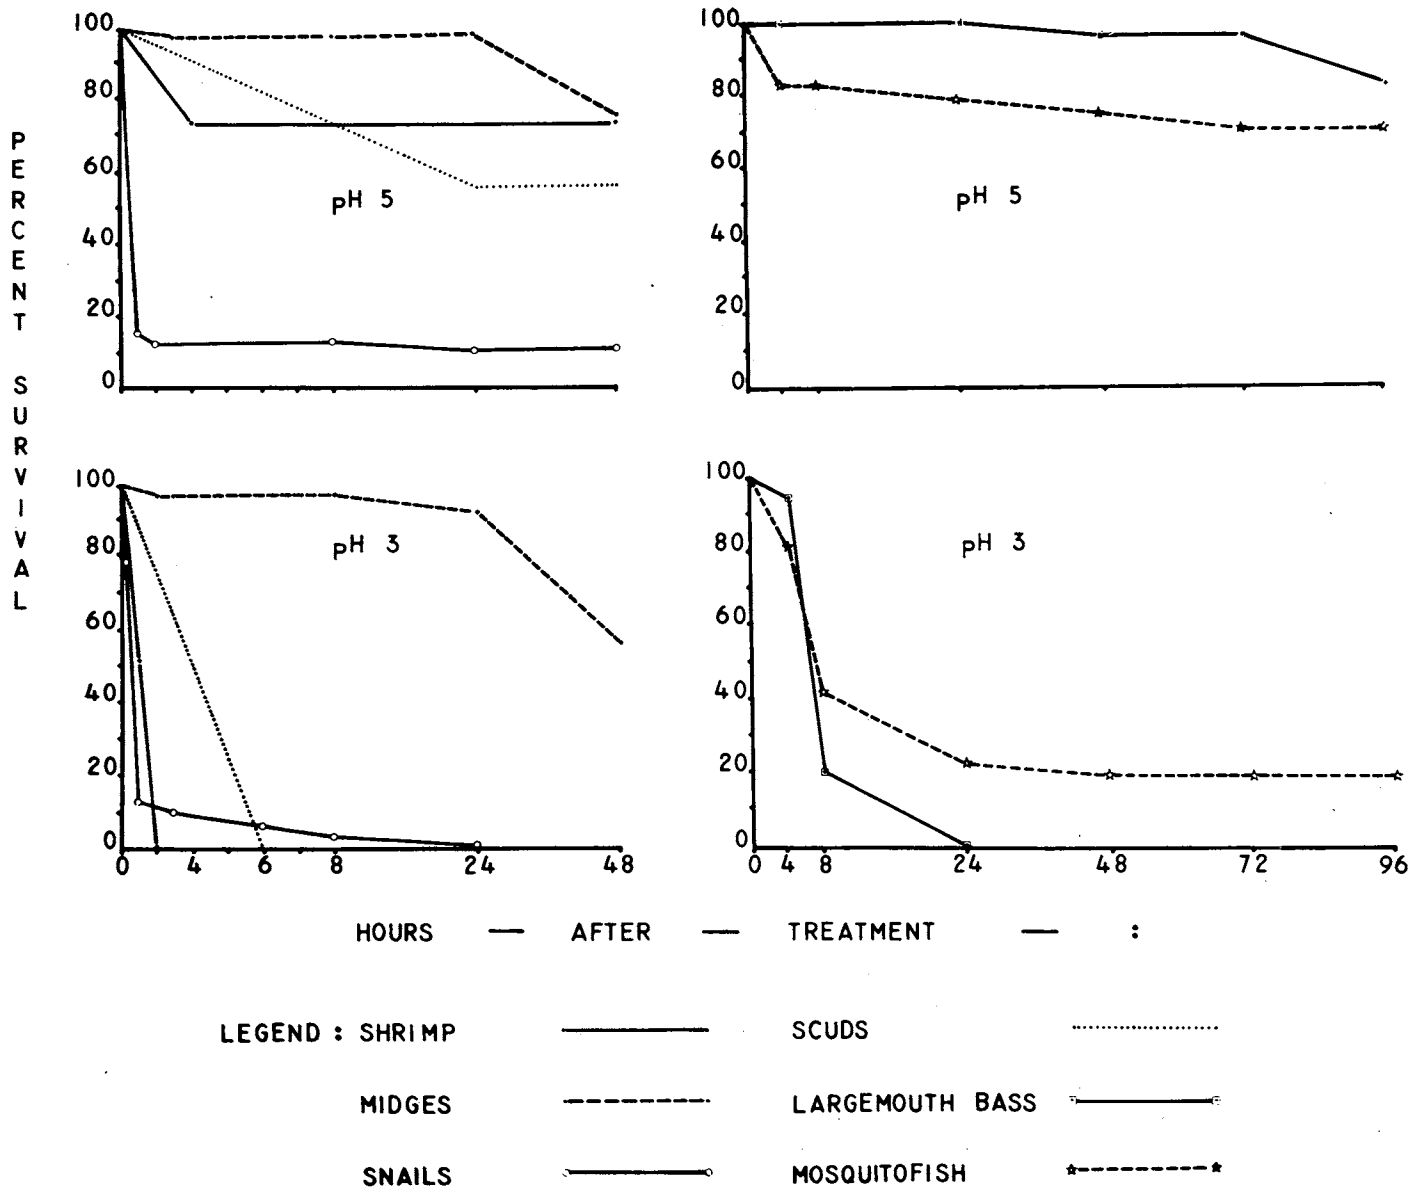 PERCENT SURVIVAL
100
80
60
40
20
0
pH 5
100
80
60
40
20
0
pH 5
100
80
60
40
20
0
pH 3
0 4 6 8 24 48
100
80
60
40
20
0
pH 3
0 4 8 24 48 72 96
HOURS — AFTER — TREATMENT — :
LEGEND : SHRIMP SCUDS
MIDGES LARGEMOUTH BASS
SNAILS MOSQUITOFISH